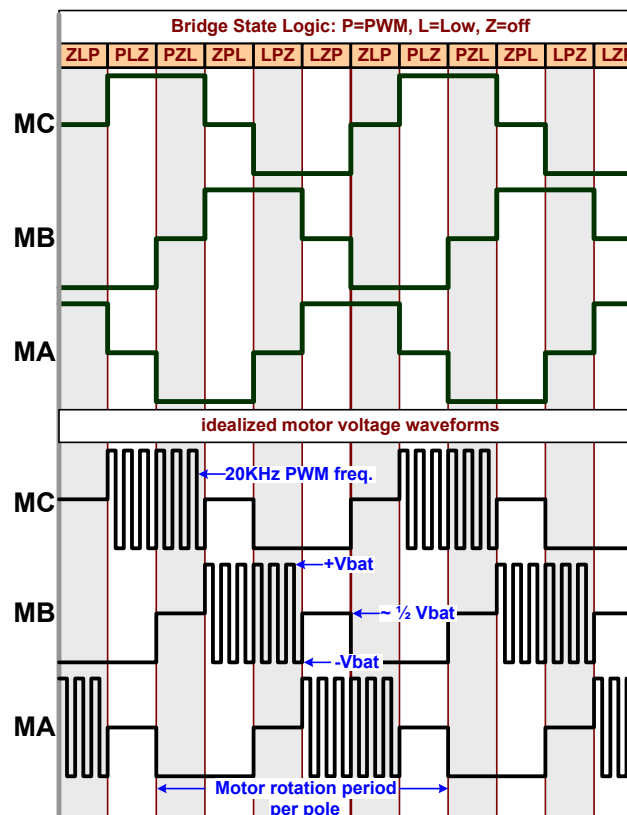 Bridge State Logic: P=PWM, L=Low, Z=off
ZLP PLZ PZL ZPL LPZ LZP ZLP PLZ PZL ZPL LPZ LZP
MC
MB
MA
idealized motor voltage waveforms
20KHz PWM freq.
MC
+Vbat
MB
~ ½ Vbat
-Vbat
MA
Motor rotation period
per pole